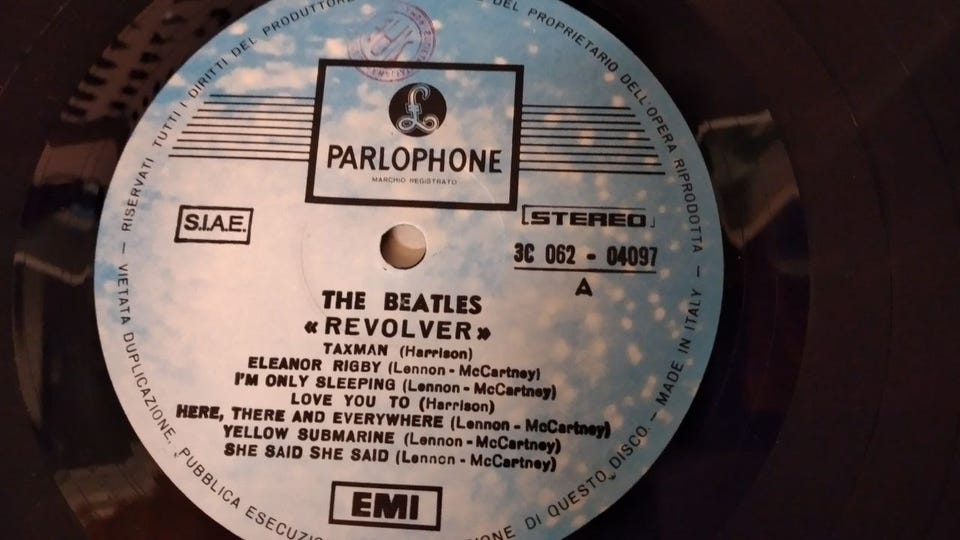 RISERVATI TUTTI I DIRITTI DEL PRODUTTORE DEL PROPRIETARIO DELL'OPERA RIPRODOTTA
£
PARLOPHONE
MARCHIO REGISTRATO
S.I.A.E.
STEREO
3C 062 - 04097
A
THE BEATLES
«REVOLVER»
TAXMAN (Harrison)
ELEANOR RIGBY (Lennon - McCartney)
I'M ONLY SLEEPING (Lennon - McCartney)
LOVE YOU TO (Harrison)
HERE, THERE AND EVERYWHERE (Lennon - McCartney)
YELLOW SUBMARINE (Lennon - McCartney)
SHE SAID SHE SAID (Lennon - McCartney)
EMI
— VIETATA DUPLICAZIONE, PUBBLICA DI QUESTO DISCO — MADE IN ITALY —